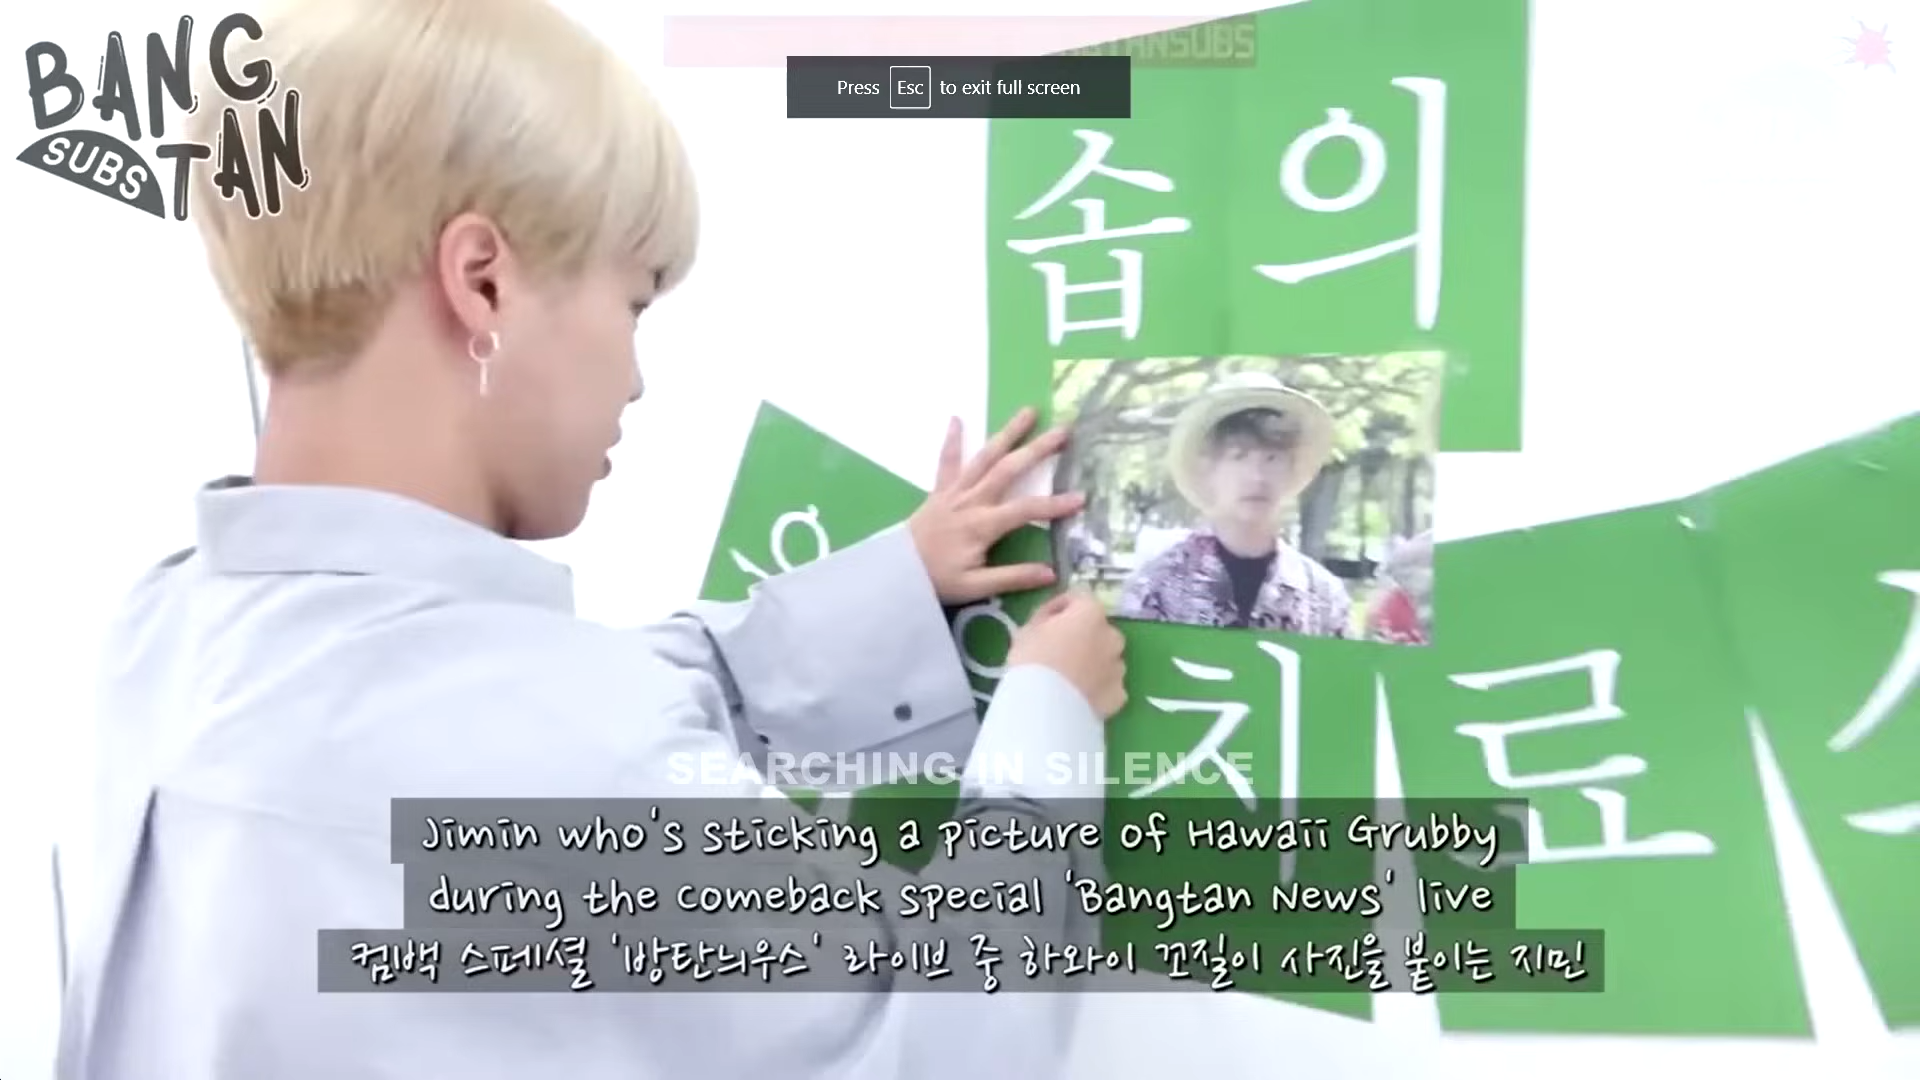 BANG
SUBS TAN
Press Esc to exit full screen
솝의
치료
SEARCHING IN SILENCE
Jimin who's sticking a picture of Hawaii Grubby
during the comeback special 'Bangtan News' live
컴백 스페셜 '방탄늬우스' 라이브 중 하와이 꼬질이 사진을 붙이는 지민